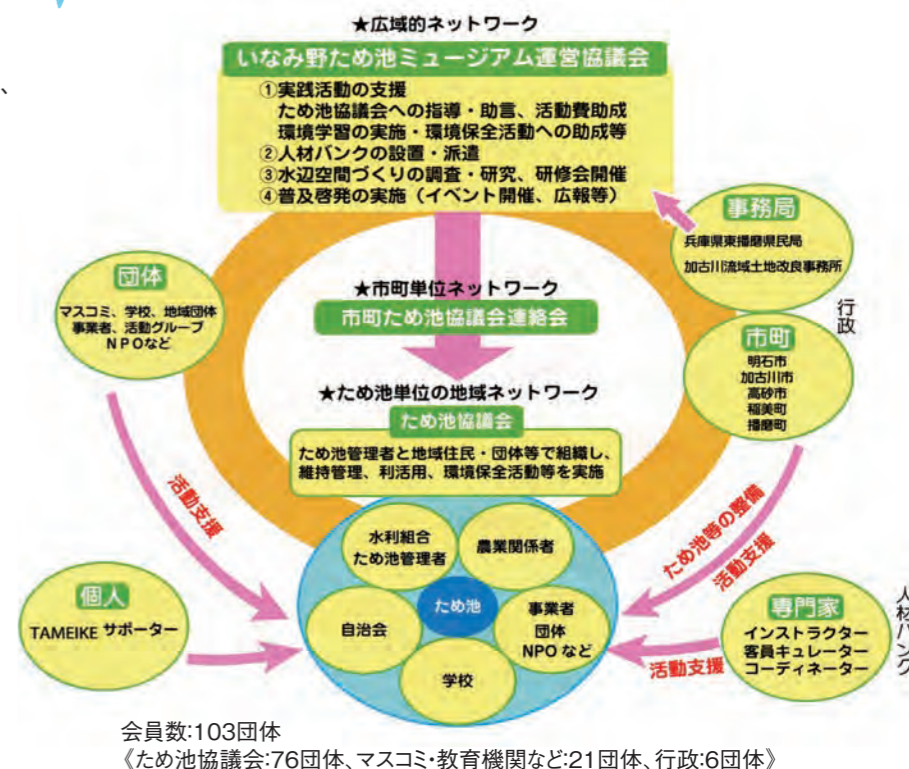 、
★広域的ネットワーク
いなみ野ため池ミュージアム運営協議会
①実践活動の支援
ため池協議会への指導・助言、活動費助成
環境学習の実施・環境保全活動への助成等
②人材バンクの設置・派遣
③水辺空間づくりの調査・研究、研修会開催
④普及啓発の実施（イベント開催、広報等）
事務局
兵庫県東播磨県民局
加古川流域土地改良事務所
行政
団体
マスコミ、学校、地域団体
事業者、活動グループ
ＮＰＯなど
★市町単位ネットワーク
市町ため池協議会連絡会
市町
明石市
加古川市
高砂市
稲美町
播磨町
★ため池単位の地域ネットワーク
ため池協議会
ため池管理者と地域住民・団体等で組織し、
維持管理、利活用、環境保全活動等を実施
活動支援
ため池等の整備
活動支援
水利組合
ため池管理者
農業関係者
ため池
自治会
事業者
団体
NPO など
学校
個人
TAMEIKE サポーター
専門家
インストラクター
客員キュレーター
コーディネーター
人材バンク
活動支援
会員数:103団体
《ため池協議会:76団体、マスコミ・教育機関など:21団体、行政:6団体》